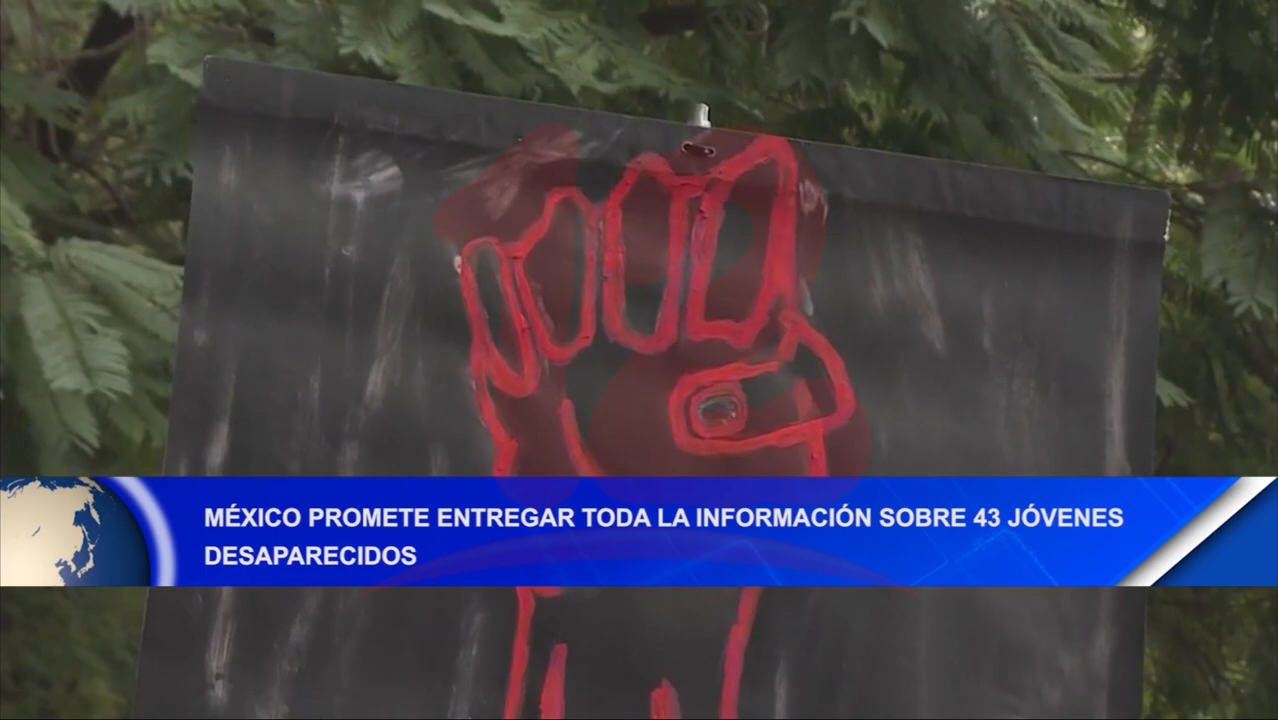 MÉXICO PROMETE ENTREGAR TODA LA INFORMACIÓN SOBRE 43 JÓVENES
DESAPARECIDOS